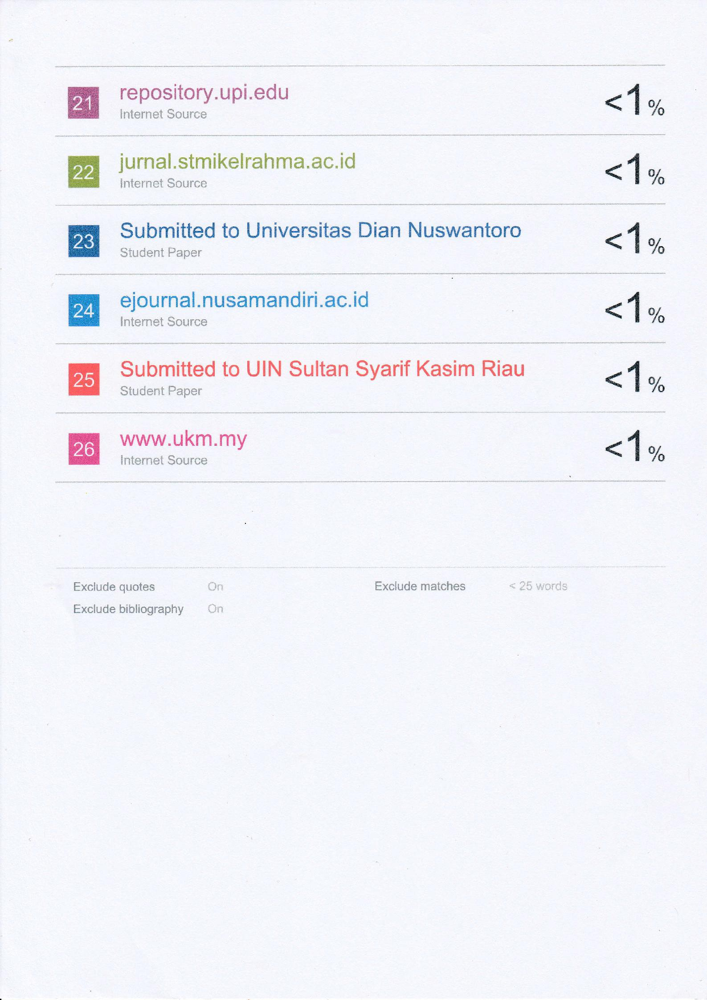 21 repository.upi.edu <1%
Internet Source
22 jurnal.stmikelrahma.ac.id <1%
Internet Source
23 Submitted to Universitas Dian Nuswantoro <1%
Student Paper
24 ejournal.nusamandiri.ac.id <1%
Internet Source
25 Submitted to UIN Sultan Syarif Kasim Riau <1%
Student Paper
26 www.ukm.my <1%
Internet Source
Exclude quotes On Exclude matches < 25 words
Exclude bibliography On